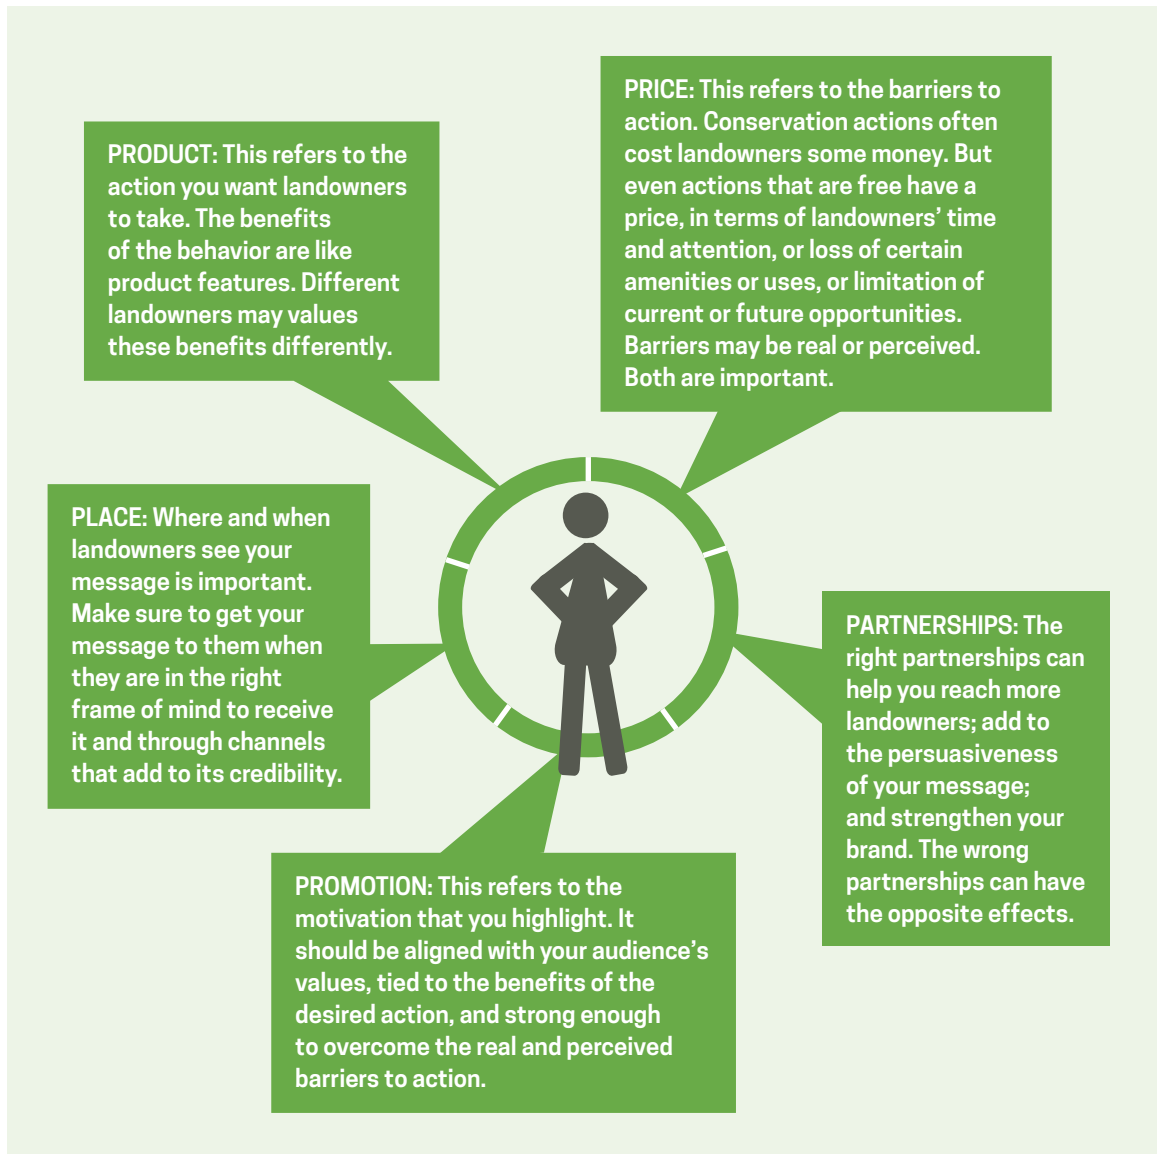 PRODUCT: This refers to the
action you want landowners
to take. The benefits
of the behavior are like
product features. Different
landowners may values
these benefits differently.
PRICE: This refers to the barriers to
action. Conservation actions often
cost landowners some money. But
even actions that are free have a
price, in terms of landowners’ time
and attention, or loss of certain
amenities or uses, or limitation of
current or future opportunities.
Barriers may be real or perceived.
Both are important.
PLACE: Where and when
landowners see your
message is important.
Make sure to get your
message to them when
they are in the right
frame of mind to receive
it and through channels
that add to its credibility.
PARTNERSHIPS: The
right partnerships can
help you reach more
landowners; add to
the persuasiveness
of your message;
and strengthen your
brand. The wrong
partnerships can have
the opposite effects.
PROMOTION: This refers to the
motivation that you highlight. It
should be aligned with your audience’s
values, tied to the benefits of the
desired action, and strong enough
to overcome the real and perceived
barriers to action.